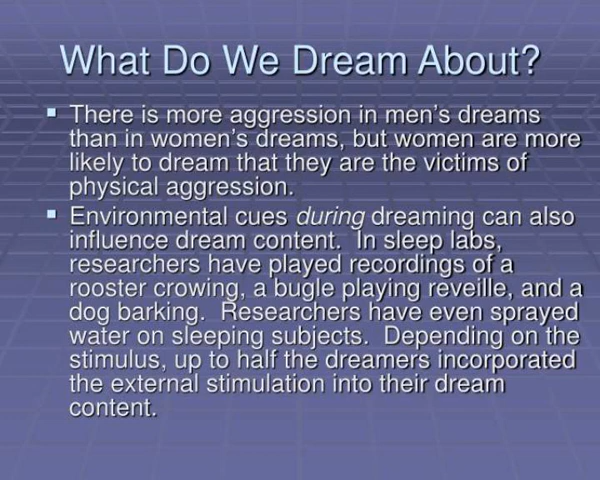 What Do We Dream About?
▪ There is more aggression in men's dreams
than in women's dreams, but women are more
likely to dream that they are the victims of
physical aggression.
▪ Environmental cues during dreaming can also
influence dream content.  In sleep labs,
researchers have played recordings of a
rooster crowing, a bugle playing reveille, and a
dog barking.  Researchers have even sprayed
water on sleeping subjects.  Depending on the
stimulus, up to half the dreamers incorporated
the external stimulation into their dream
content.